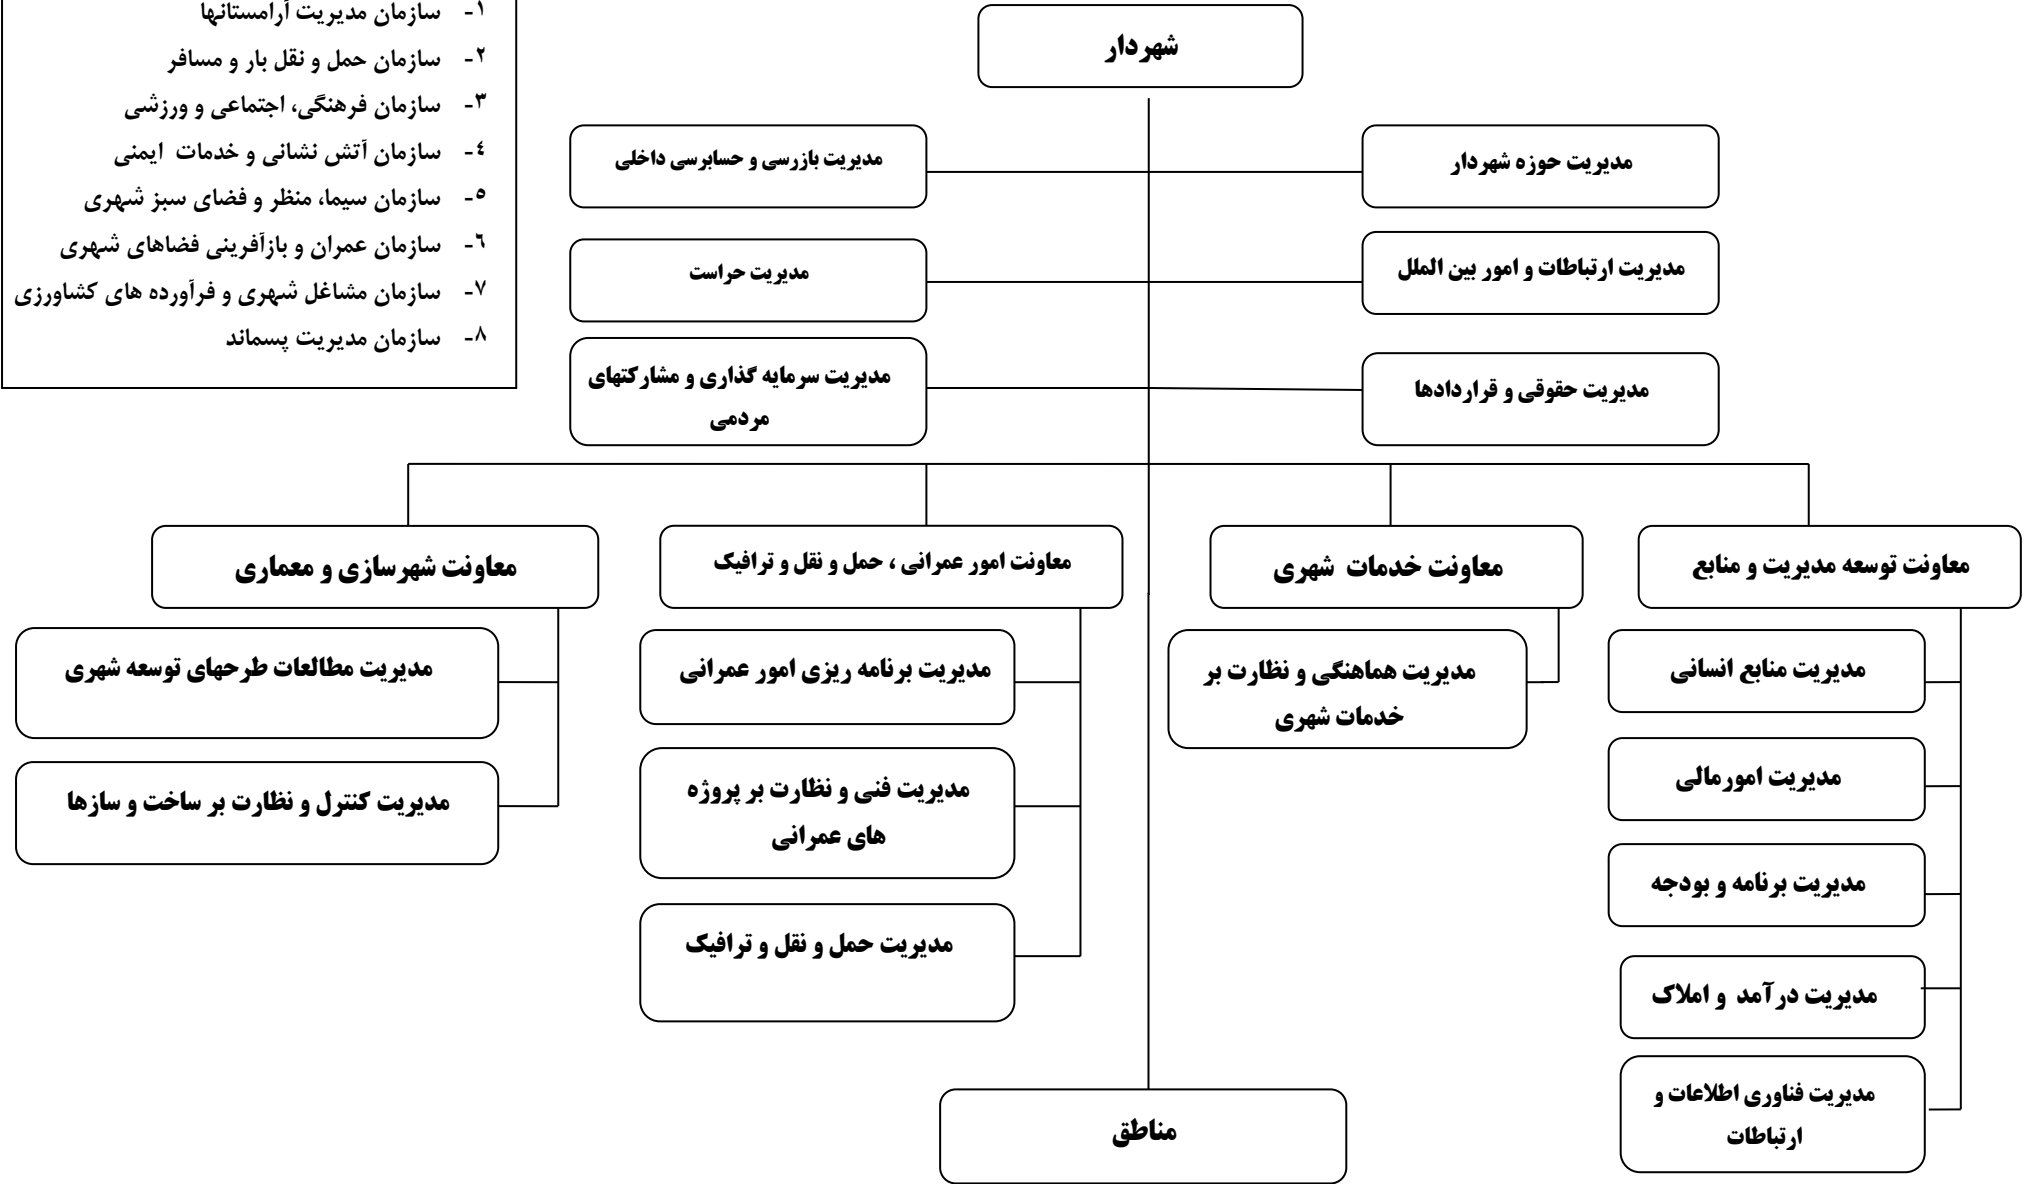 ۱- سازمان مدیریت آرامستانها
۲- سازمان حمل و نقل بار و مسافر
۳- سازمان فرهنگی، اجتماعی و ورزشی
٤- سازمان آتش نشانی و خدمات ایمنی
٥- سازمان سیما، منظر و فضای سبز شهری
٦- سازمان عمران و بازآفرینی فضاهای شهری
۷- سازمان مشاغل شهری و فرآورده های کشاورزی
۸- سازمان مدیریت پسماند
شهردار
مدیریت حوزه شهردار
مدیریت بازرسی و حسابرسی داخلی
مدیریت ارتباطات و امور بین الملل
مدیریت حراست
مدیریت حقوقی و قراردادها
مدیریت سرمایه گذاری و مشارکتهای
مردمی
معاونت توسعه مدیریت و منابع
معاونت خدمات شهری
معاونت امور عمرانی ، حمل و نقل و ترافیک
معاونت شهرسازی و معماری
مدیریت منابع انسانی
مدیریت امورمالی
مدیریت برنامه و بودجه
مدیریت درآمد و املاک
مدیریت فناوری اطلاعات و
ارتباطات
مدیریت هماهنگی و نظارت بر
خدمات شهری
مدیریت برنامه ریزی امور عمرانی
مدیریت فنی و نظارت بر پروژه
های عمرانی
مدیریت حمل و نقل و ترافیک
مدیریت مطالعات طرحهای توسعه شهری
مدیریت کنترل و نظارت بر ساخت و سازها
مناطق